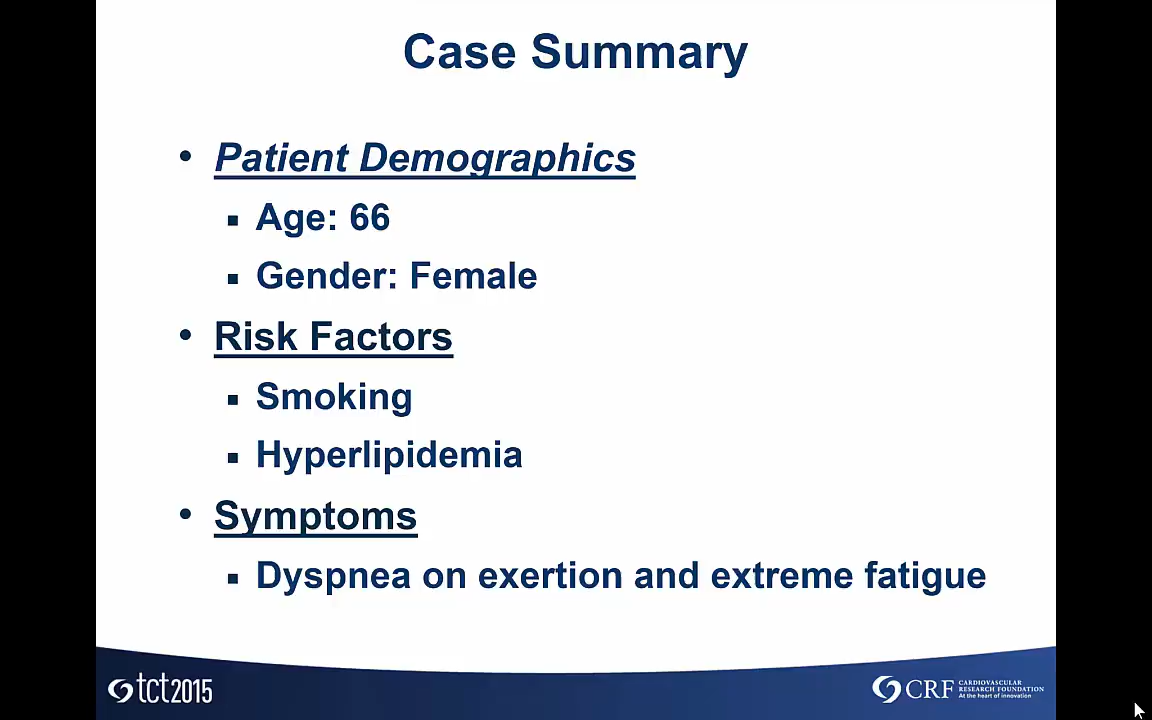 Case Summary
• Patient Demographics
▪ Age: 66
▪ Gender: Female
• Risk Factors
▪ Smoking
▪ Hyperlipidemia
• Symptoms
▪ Dyspnea on exertion and extreme fatigue
tct2015
CRF
CARDIOVASCULAR
RESEARCH FOUNDATION
At the heart of innovation